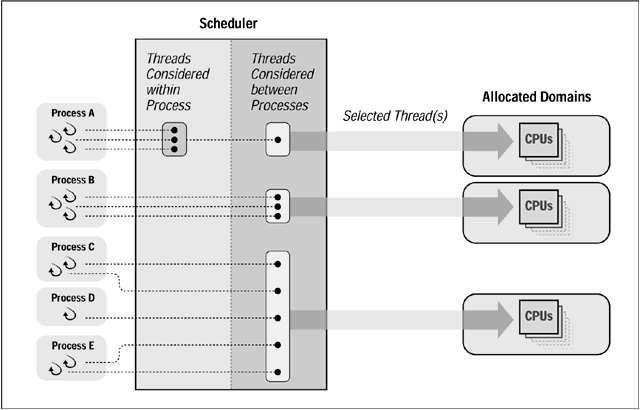 Scheduler
Threads
Considered
within
Process
Threads
Considered
between
Processes
Selected Thread(s)
Allocated Domains
Process A
CPUs
Process B
CPUs
Process C
Process D
CPUs
Process E